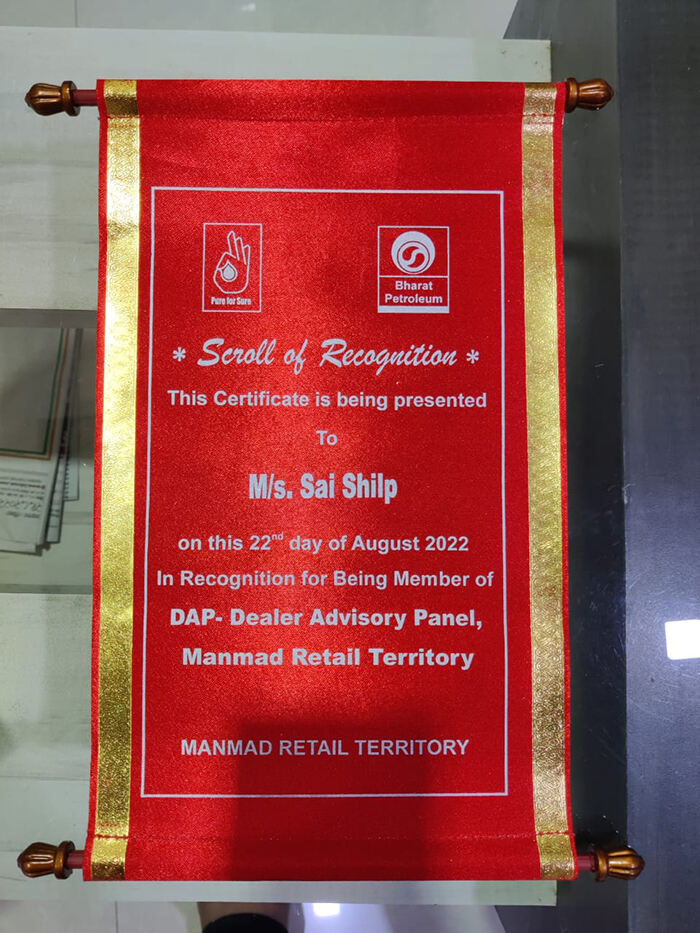 Pure for Sure
Bharat
Petroleum
* Scroll of Recognition *
This Certificate is being presented
To
M/s. Sai Shilp
on this 22nd day of August 2022
In Recognition for Being Member of
DAP- Dealer Advisory Panel,
Manmad Retail Territory
MANMAD RETAIL TERRITORY